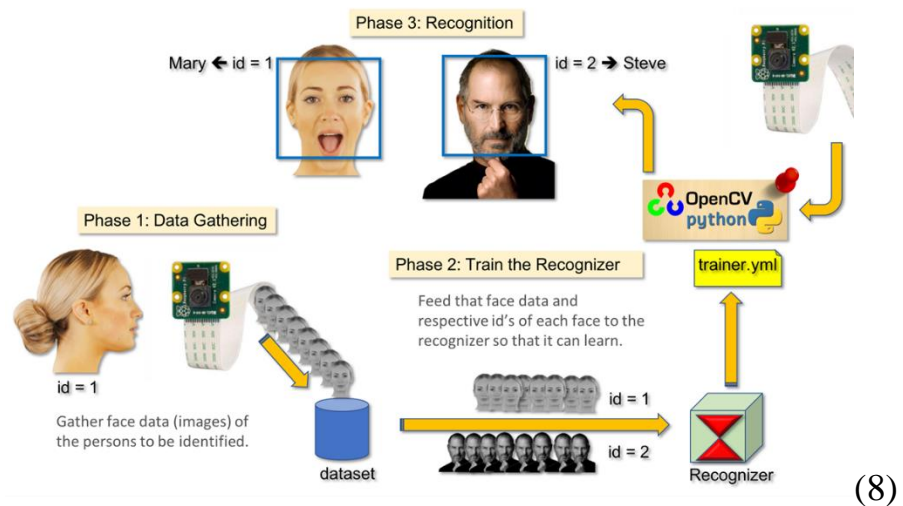 Phase 3: Recognition
Mary ← id = 1
id = 2 → Steve
OpenCV
python
Phase 1: Data Gathering
Phase 2: Train the Recognizer
trainer.yml
Feed that face data and
respective id's of each face to the
recognizer so that it can learn.
id = 1
Gather face data (images) of
the persons to be identified.
dataset
id = 1
id = 2
Recognizer
(8)